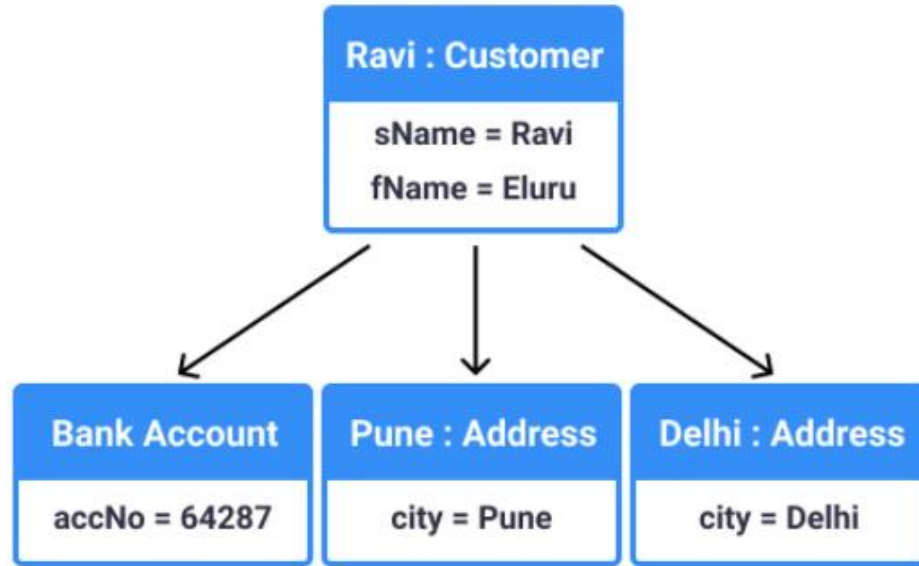 Ravi : Customer
sName = Ravi
fName = Eluru
Bank Account
accNo = 64287
Pune : Address
city = Pune
Delhi : Address
city = Delhi